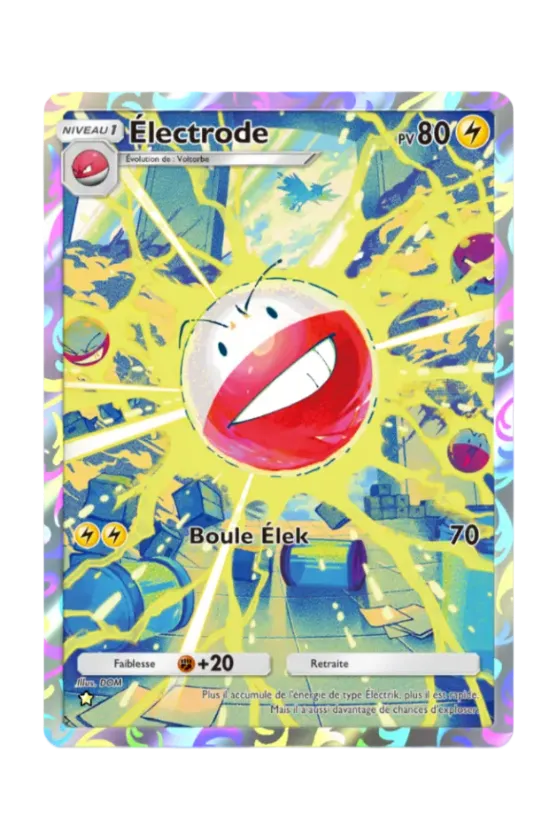 NIVEAU 1 Électrode PV 80
Évolution de : Voltorbe
Boule Élek 70
Faiblesse +20 Retraite
Illus. DOM
Plus il accumule de l'énergie de type Électrik, plus il est rapide.
Mais il a aussi davantage de chances d'exploser.